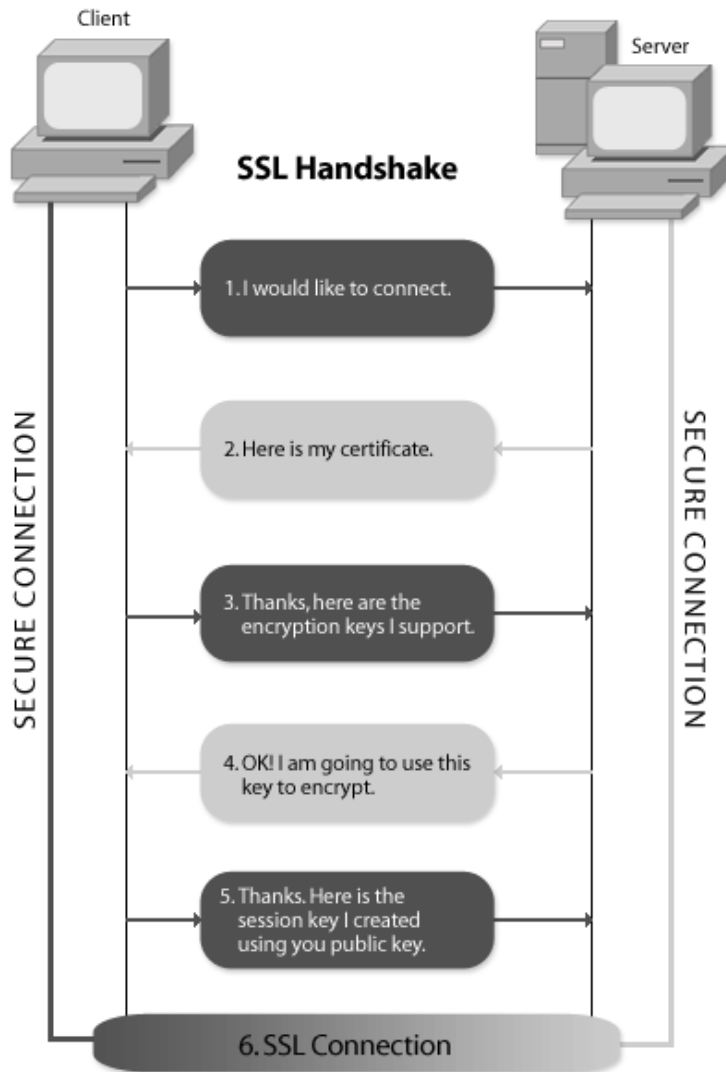 Client
Server
SSL Handshake
1. I would like to connect.
2. Here is my certificate.
3. Thanks, here are the
encryption keys I support.
4. OK! I am going to use this
key to encrypt.
5. Thanks. Here is the
session key I created
using you public key.
6. SSL Connection
SECURE CONNECTION
SECURE CONNECTION